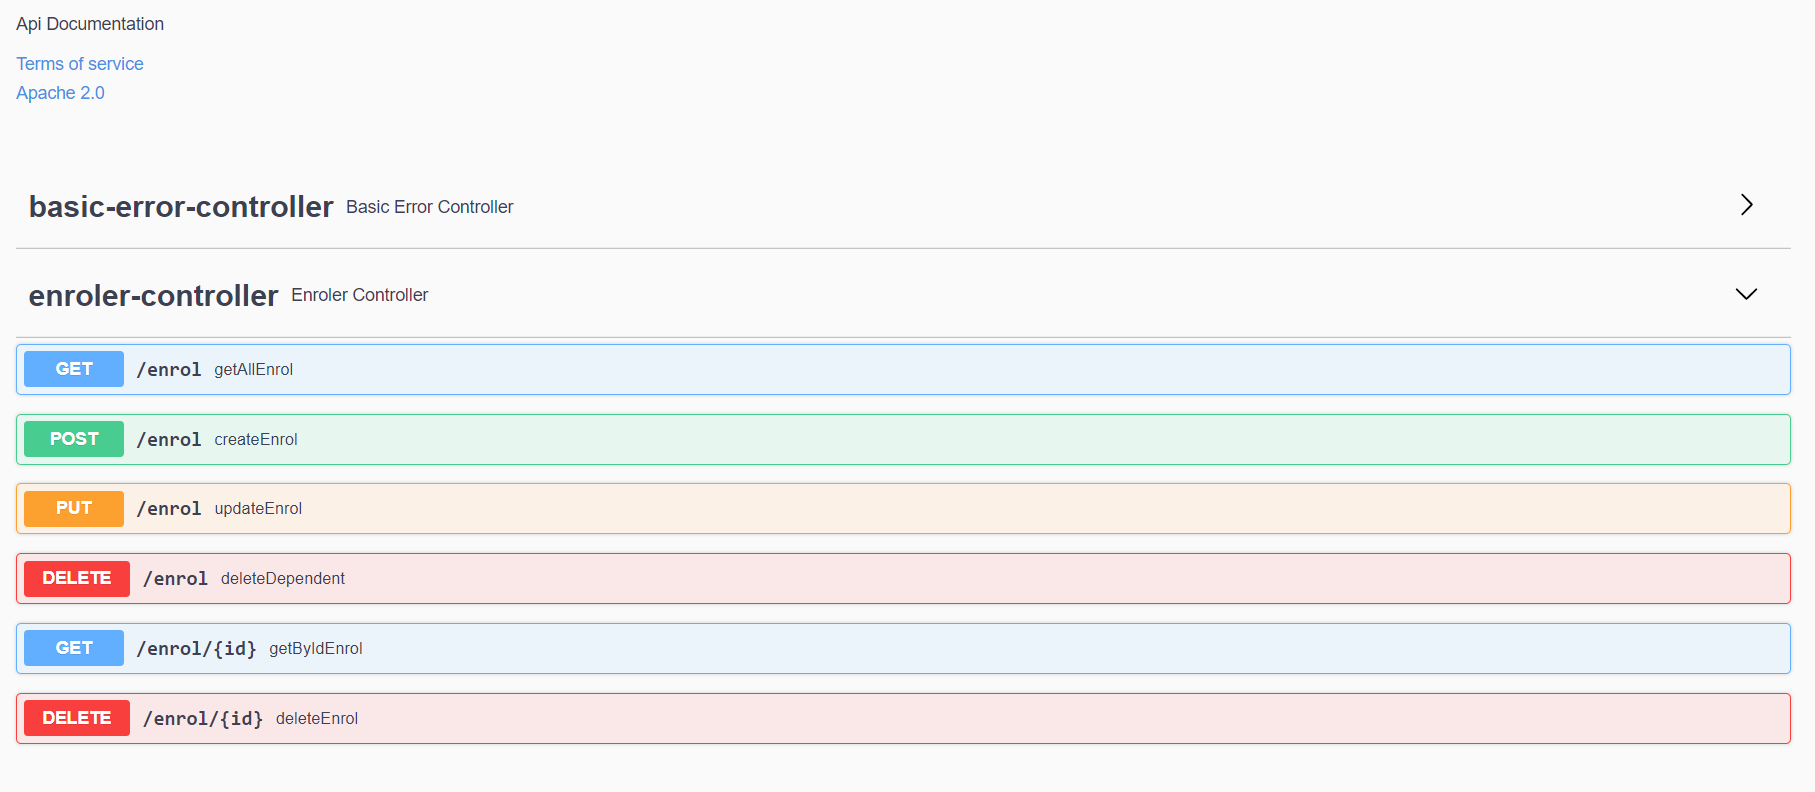 Api Documentation
Terms of service
Apache 2.0
basic-error-controller Basic Error Controller
enroler-controller Enroler Controller
GET /enrol getAllEnrol
POST /enrol createEnrol
PUT /enrol updateEnrol
DELETE /enrol deleteDependent
GET /enrol/{id} getByIdEnrol
DELETE /enrol/{id} deleteEnrol